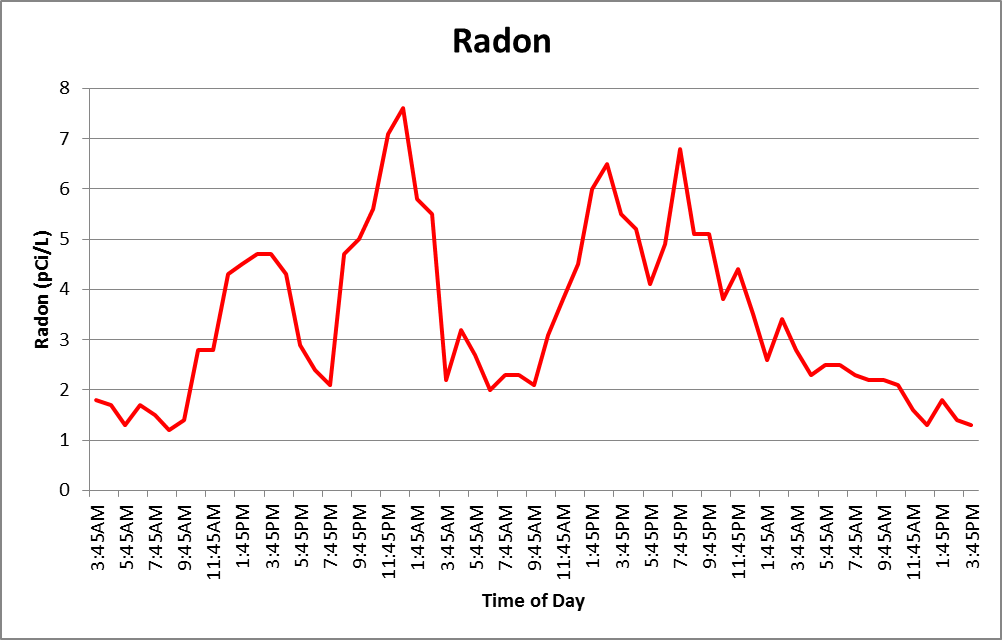 Radon
8
7
6
5
4
3
2
1
0
Radon (pCi/L)
3:45AM
5:45AM
7:45AM
9:45AM
11:45AM
1:45PM
3:45PM
5:45PM
7:45PM
9:45PM
11:45PM
1:45AM
3:45AM
5:45AM
7:45AM
9:45AM
11:45AM
1:45PM
3:45PM
5:45PM
7:45PM
9:45PM
11:45PM
1:45AM
3:45AM
5:45AM
7:45AM
9:45AM
11:45AM
1:45PM
3:45PM
Time of Day